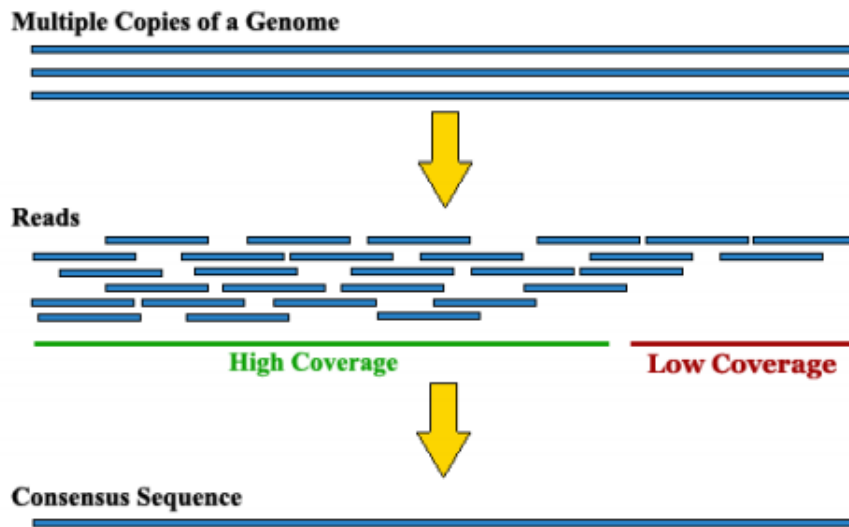 Multiple Copies of a Genome
Reads
High Coverage
Low Coverage
Consensus Sequence